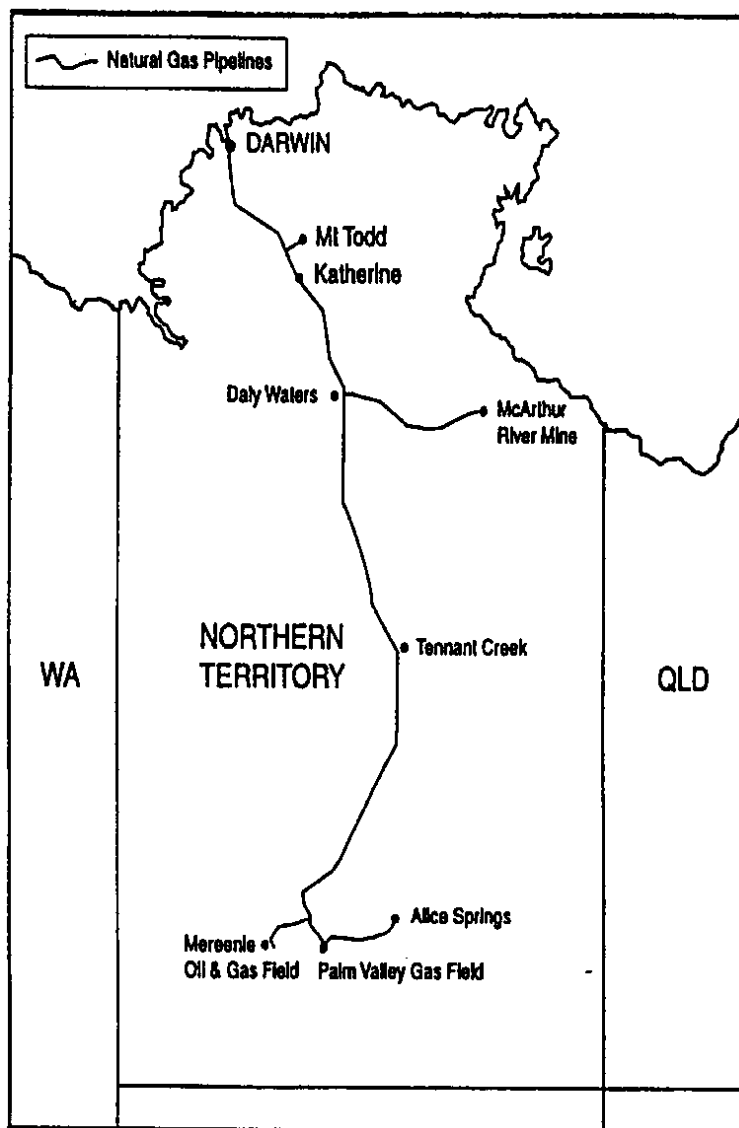 Natural Gas Pipelines
DARWIN
Mt Todd
Katherine
Daly Waters
McArthur
River Mine
NORTHERN
TERRITORY
Tennant Creek
WA
QLD
Alice Springs
Mereenie
Oil & Gas Field
Palm Valley Gas Field